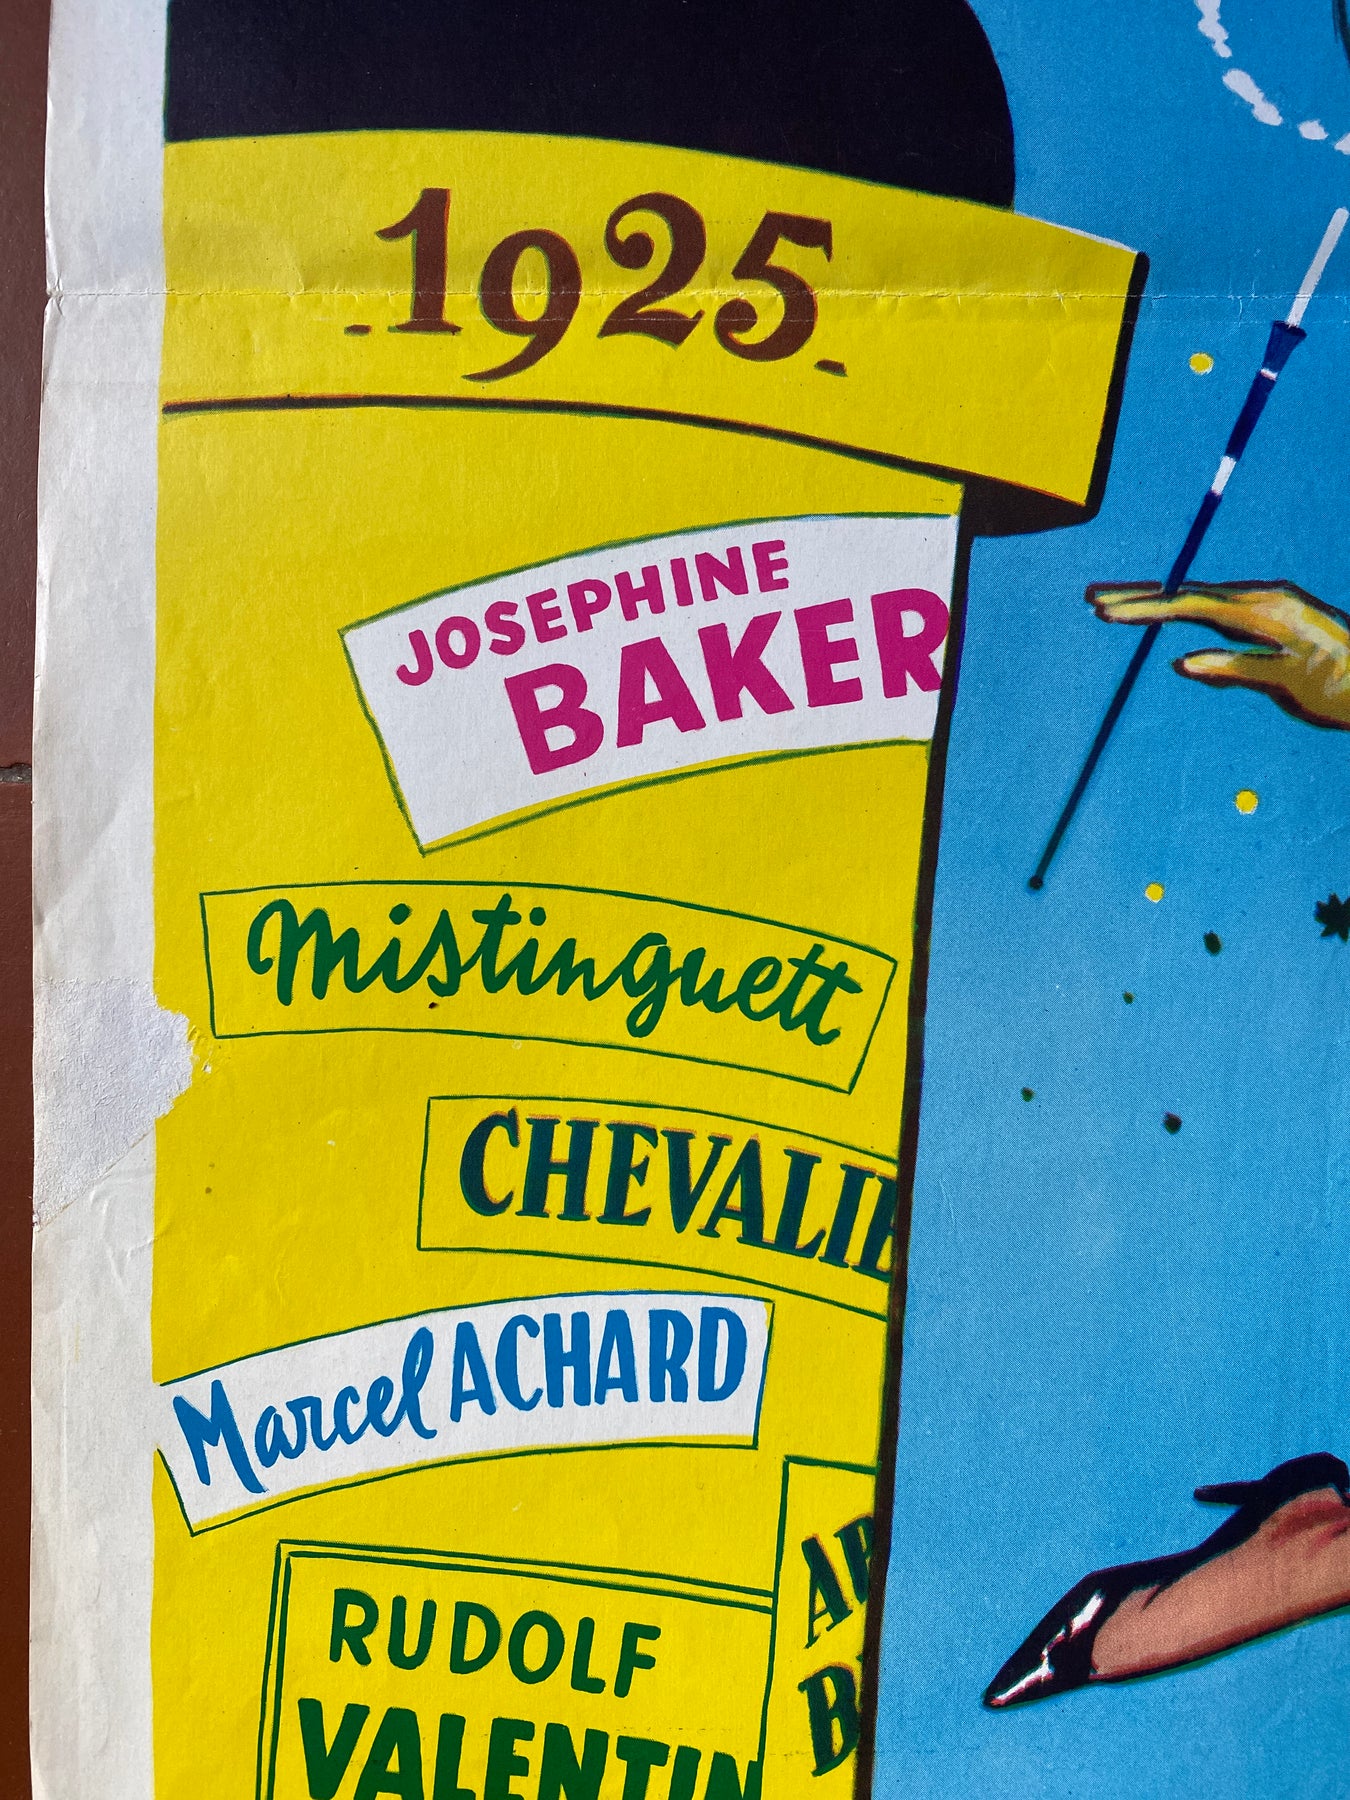 -1925-
JOSEPHINE
BAKER
Mistinguett
CHEVALIE
Marcel ACHARD
RUDOLF
VALENTIN